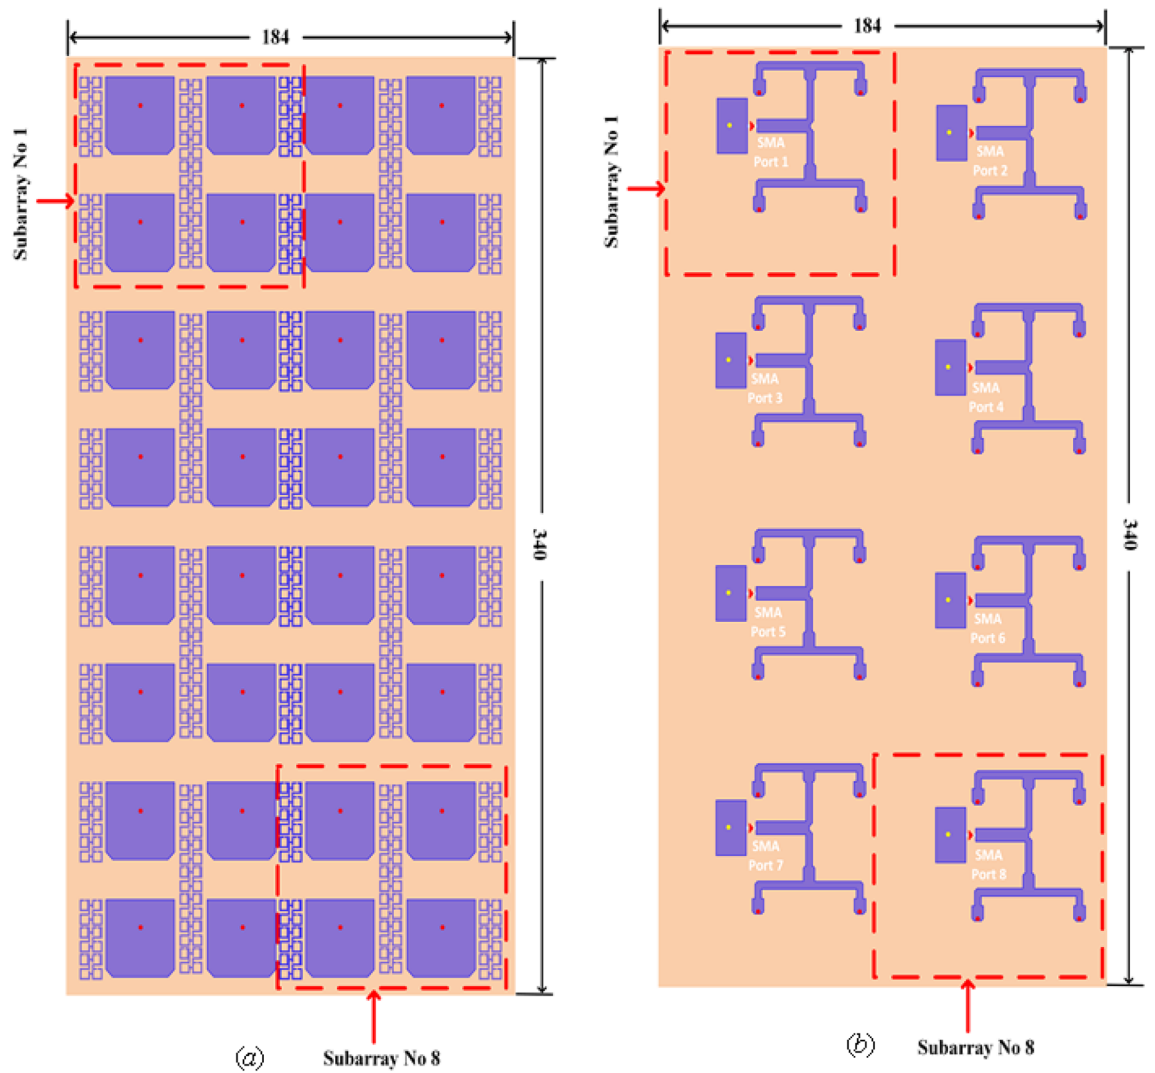 184
184
Subarray No 1
340
(a)
Subarray No 8
Subarray No 1
SMA
Port 1
SMA
Port 2
SMA
Port 3
SMA
Port 4
SMA
Port 5
SMA
Port 6
SMA
Port 7
SMA
Port 8
340
(b)
Subarray No 8